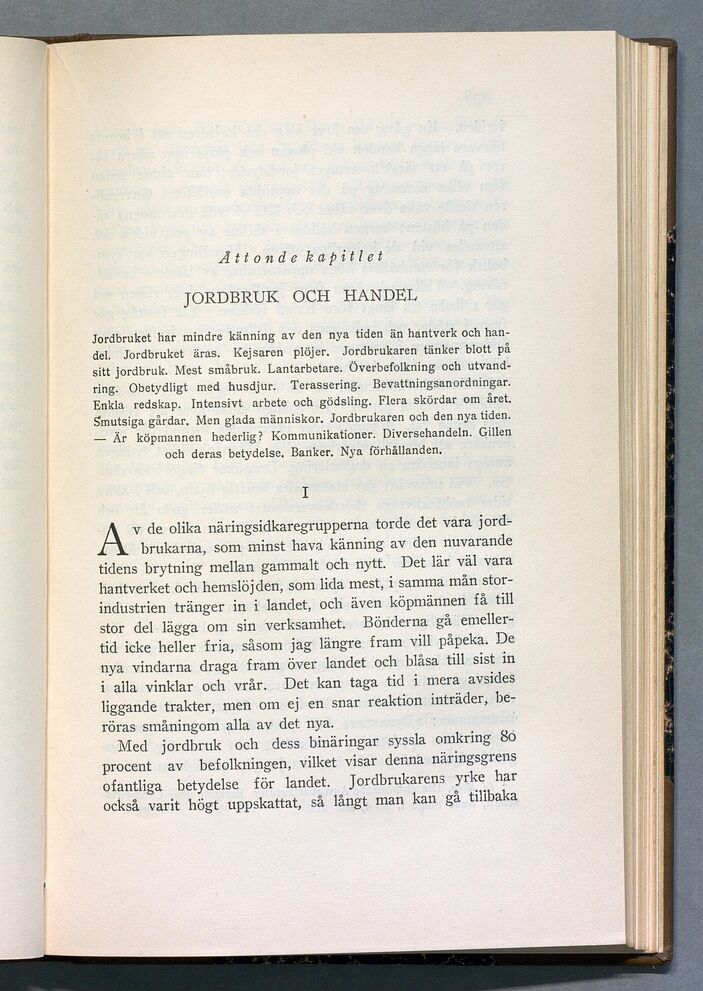 Åttonde kapitlet
JORDBRUK OCH HANDEL
Jordbruket har mindre känning av den nya tiden än hantverk och han-
del. Jordbruket äras. Kejsaren plöjer. Jordbrukaren tänker blott på
sitt jordbruk. Mest småbruk. Lantarbetare. Överbefolkning och utvand-
ring. Obetydligt med husdjur. Terassering. Bevattningsanordningar.
Enkla redskap. Intensivt arbete och gödsling. Flera skördar om året.
Smutsiga gårdar. Men glada människor. Jordbrukaren och den nya tiden.
— Är köpmannen hederlig? Kommunikationer. Diversehandeln. Gillen
och deras betydelse. Banker. Nya förhållanden.
I
Av de olika näringsidkaregrupperna torde det vara jord-
brukarna, som minst hava känning av den nuvarande
tidens brytning mellan gammalt och nytt. Det lär väl vara
hantverket och hemslöjden, som lida mest, i samma mån stor-
industrien tränger in i landet, och även köpmännen få till
stor del lägga om sin verksamhet. Bönderna gå emeller-
tid icke heller fria, såsom jag längre fram vill påpeka. De
nya vindarna draga fram över landet och blåsa till sist in
i alla vinklar och vrår. Det kan taga tid i mera avsides
liggande trakter, men om ej en snar reaktion inträder, be-
röras småningom alla av det nya.
Med jordbruk och dess binäringar syssla omkring 80
procent av befolkningen, vilket visar denna näringsgrens
ofantliga betydelse för landet. Jordbrukarens yrke har
också varit högt uppskattat, så långt man kan gå tillbaka